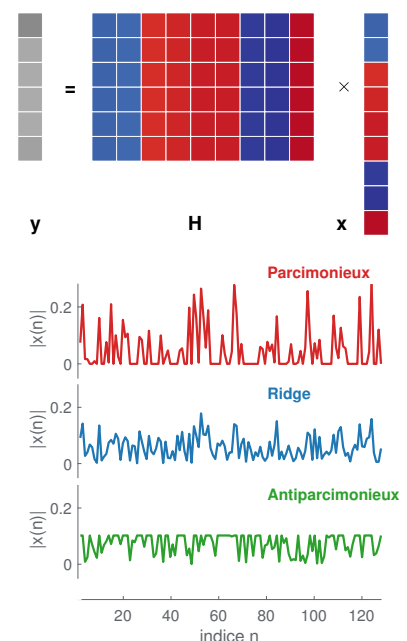 =
×
y
H
x
Parcimonieux
0.2
0
|x(n)|
Ridge
0.2
0
|x(n)|
Antiparcimonieux
0.2
0
|x(n)|
20 40 60 80 100 120
indice n